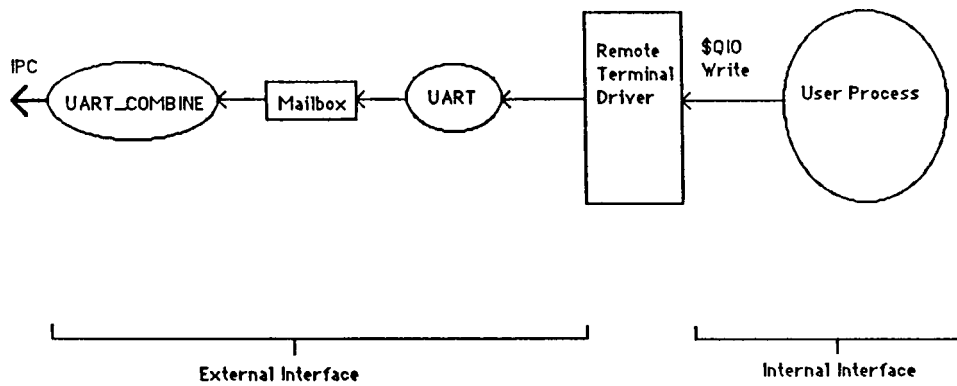 IPC
UART_COMBINE
Mailbox
UART
Remote
Terminal
Driver
$QIO
Write
User Process
External Interface
Internal Interface